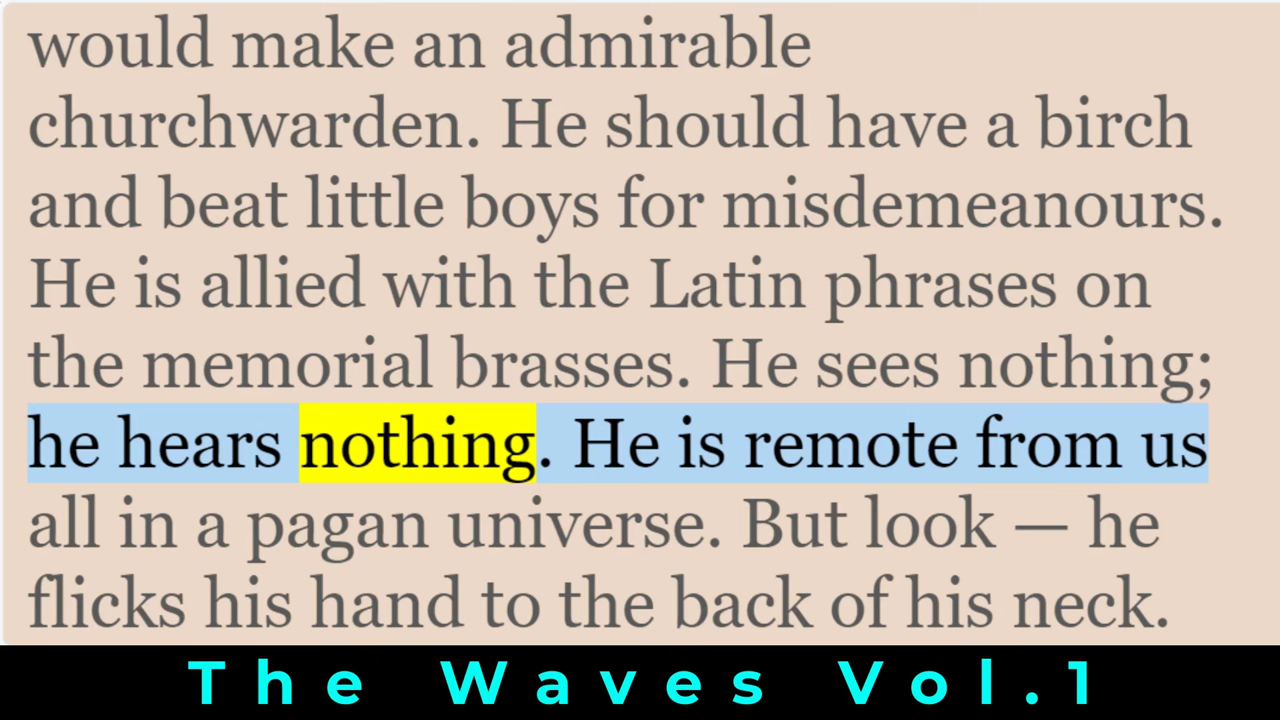 would make an admirable
churchwarden. He should have a birch
and beat little boys for misdemeanours.
He is allied with the Latin phrases on
the memorial brasses. He sees nothing;
he hears nothing. He is remote from us
all in a pagan universe. But look — he
flicks his hand to the back of his neck.
The Waves Vol.1